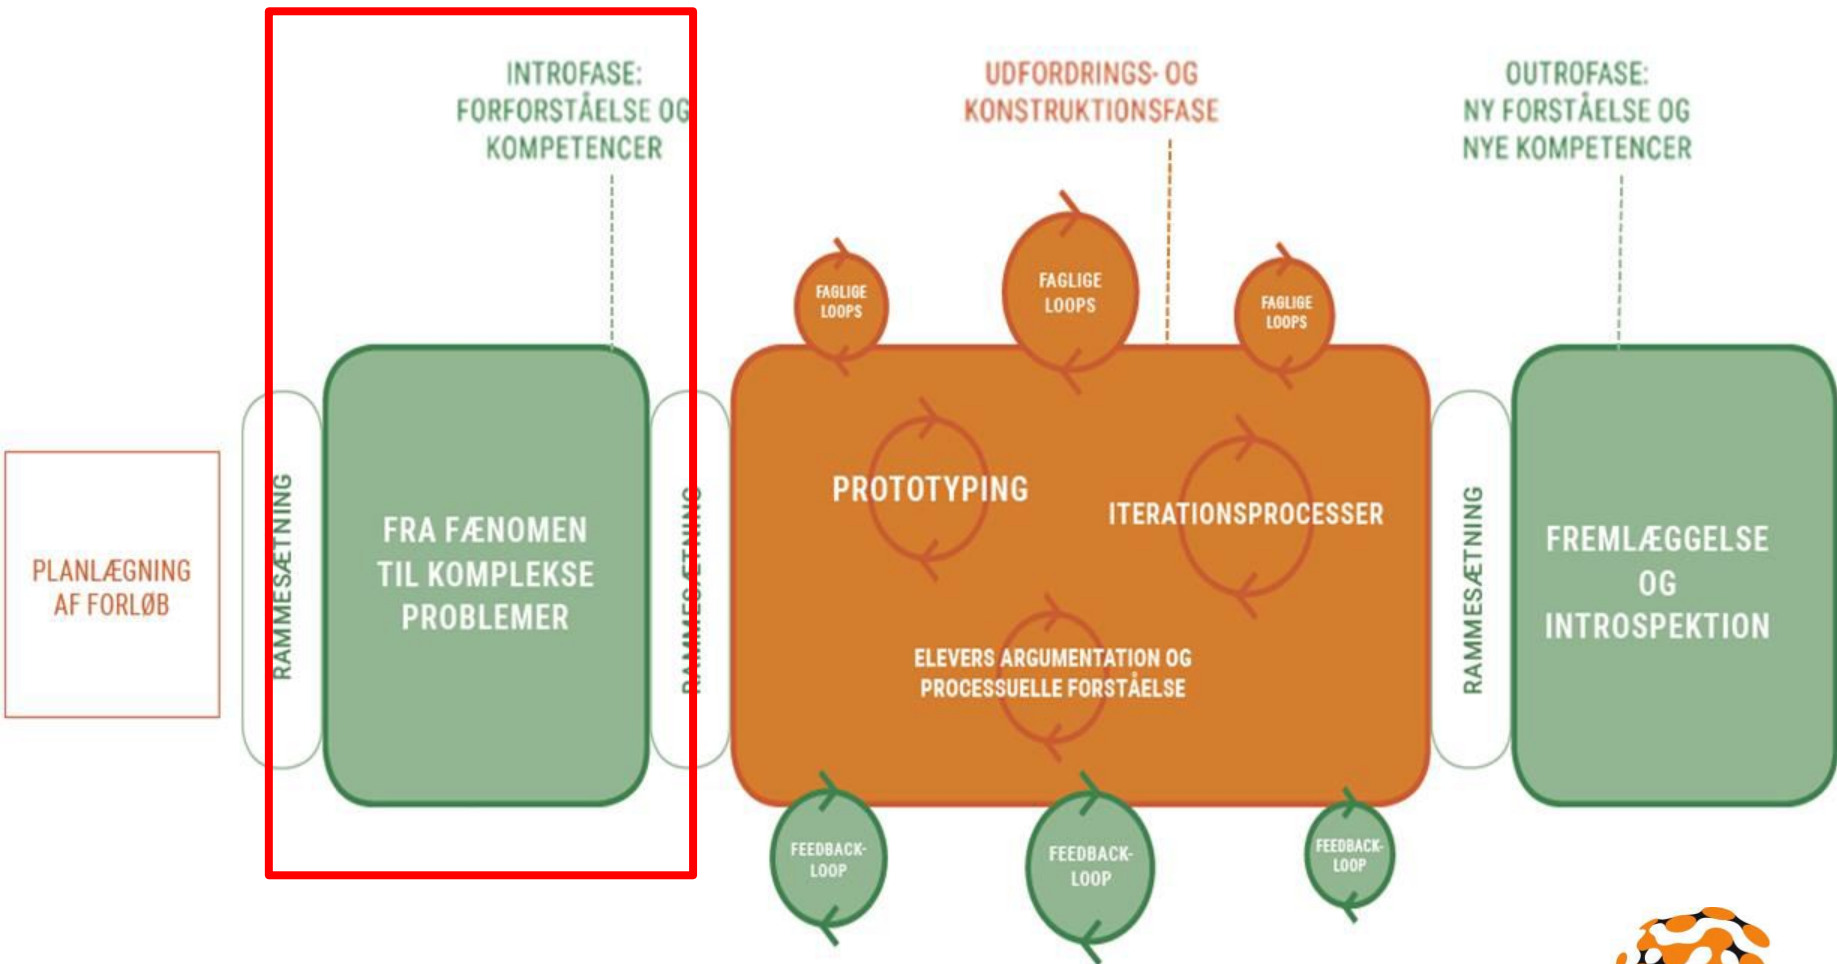 INTROFASE:
FORFORSTÅELSE OG
KOMPETENCER
UDFORDRINGS- OG
KONSTRUKTIONSFASE
OUTROFASE:
NY FORSTÅELSE OG
NYE KOMPETENCER
FAGLIGE
LOOPS
FAGLIGE
LOOPS
FAGLIGE
LOOPS
PLANLÆGNING
AF FORLØB
RAMMESÆTNING
FRA FÆNOMEN
TIL KOMPLEKSE
PROBLEMER
RAMMESÆTNING
PROTOTYPING
ITERATIONSPROCESSER
ELEVERS ARGUMENTATION OG
PROCESSUELLE FORSTÅELSE
RAMMESÆTNING
FREMLÆGGELSE
OG
INTROSPEKTION
FEEDBACK-
LOOP
FEEDBACK-
LOOP
FEEDBACK-
LOOP